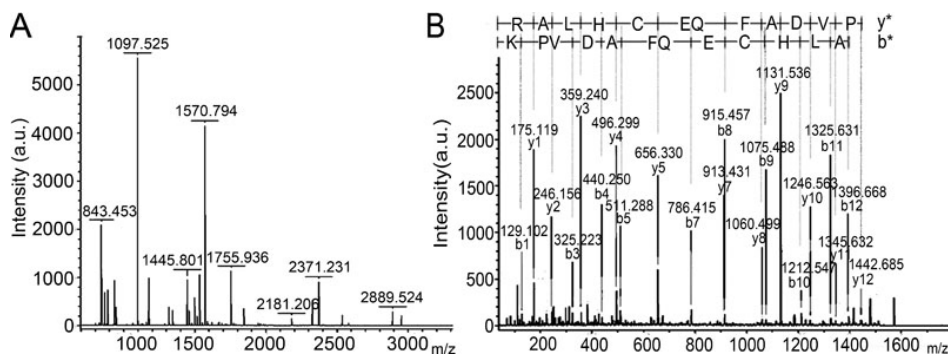 A
1097.525
5000
1570.794
4000
3000
843.453
2000
1445.801
1755.936
2371.231
1000
2181.206
2889.524
0
1000 1500 2000 2500 3000 m/z
Intensity (a.u.)
B
R A L H C EQ F A D V P y*
K PV D A FQ E C H L A b*
2500
2000
1500
1000
500
0
Intensity(a.u.)
1131.536
y9
359.240
y3
175.119
y1
496.299
y4
915.457
b8
1325.631
b11
656.330
y5
913.431
y7
1075.488
b9
246.156
y2
440.250
b4
511.288
b5
786.415
b7
1246.563
y10
396.668
b12
129.102
b1
325.223
b3
1060.499
y8
1345.632
y11
1212.547
b10
1442.685
y12
200 400 600 800 1000 1200 1400 1600 m/z